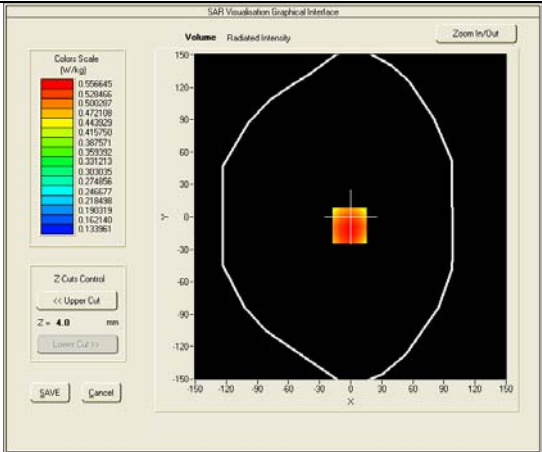 SAR Visualisation Graphical Interface
Volume Radiated Intensity
Zoom In/Out
Colors Scale
(W/kg)
0.556645
0.528466
0.500287
0.472108
0.443929
0.415750
0.387571
0.359392
0.331213
0.303035
0.274856
0.246677
0.218498
0.190319
0.162140
0.133961
Z-Cuts Control
<< Upper Cut
Z = 4.0 mm
Lower Cut >>
SAVE
Cancel
150
120
90
60
30
0
-30
-60
-90
-120
-150
Y
-150 -120 -90 -60 -30 0 30 60 90 120 150
X